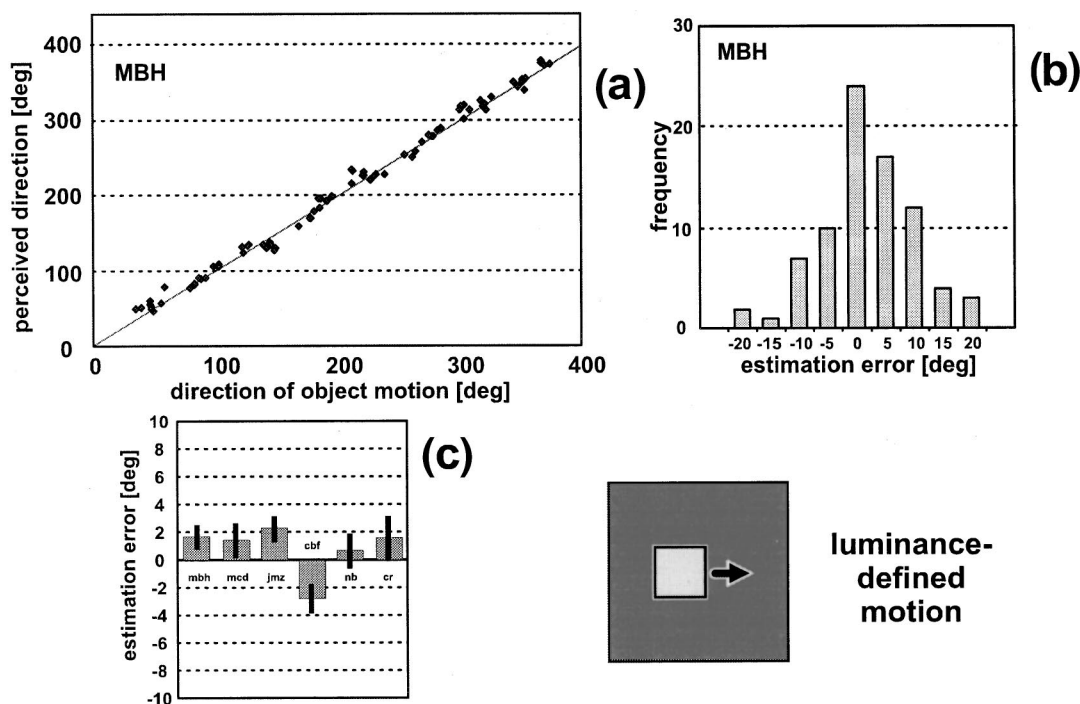 MBH
(a)
perceived direction [deg]
400
300
200
100
0
0 100 200 300 400
direction of object motion [deg]
MBH
(b)
frequency
30
20
10
0
-20 -15 -10 -5 0 5 10 15 20
estimation error [deg]
(c)
estimation error [deg]
10
8
6
4
2
0
-2
-4
-6
-8
-10
mbh mcd jmz cbf nb cr
luminance-
defined
motion